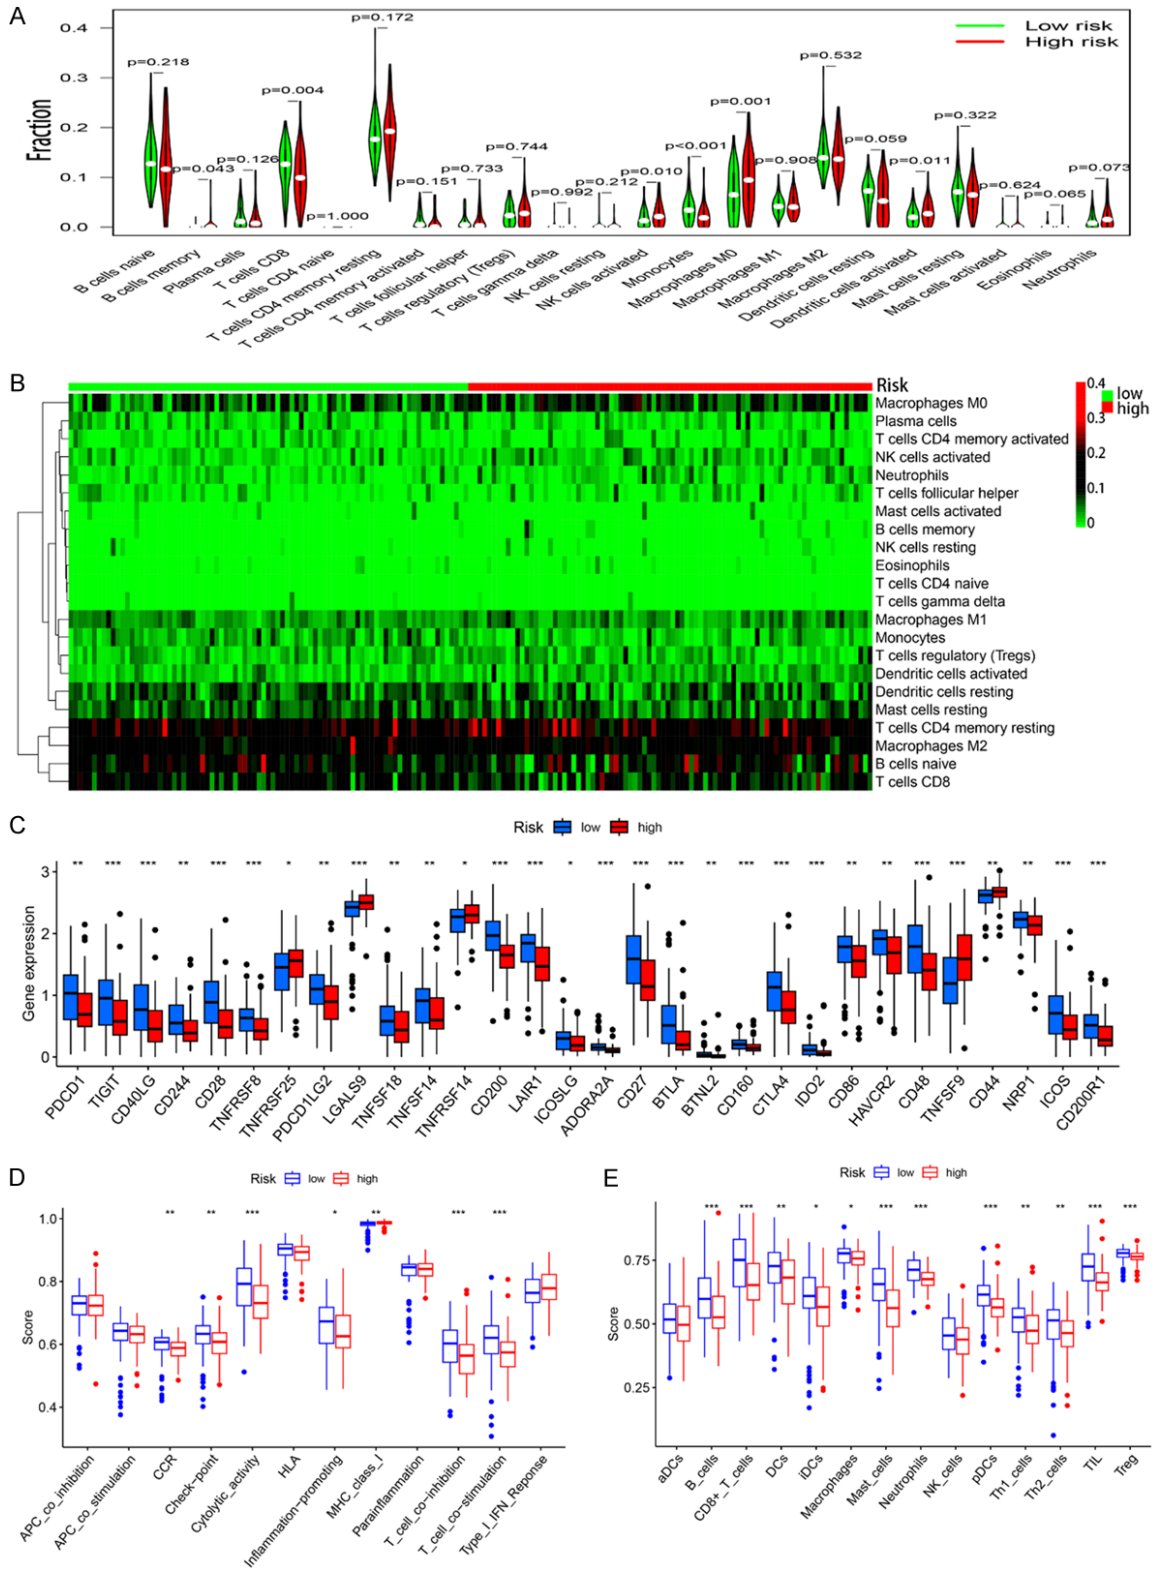 A
Low risk
High risk
Fraction
0.4
0.3
0.2
0.1
0.0
p=0.218
p=0.043
p=0.126
p=0.004
p=1.000
p=0.172
p=0.151
p=0.733
p=0.744
p=0.992
p=0.212
p=0.010
p<0.001
p=0.001
p=0.908
p=0.532
p=0.059
p=0.011
p=0.322
p=0.624
p=0.065
p=0.073
B cells naive
B cells memory
Plasma cells
T cells CD8
T cells CD4 naive
T cells CD4 memory resting
T cells CD4 memory activated
T cells follicular helper
T cells regulatory (Tregs)
T cells gamma delta
NK cells resting
NK cells activated
Monocytes
Macrophages M0
Macrophages M1
Macrophages M2
Dendritic cells resting
Dendritic cells activated
Mast cells resting
Mast cells activated
Eosinophils
Neutrophils
B
Risk
Macrophages M0
Plasma cells
T cells CD4 memory activated
NK cells activated
Neutrophils
T cells follicular helper
Mast cells activated
B cells memory
NK cells resting
Eosinophils
T cells CD4 naive
T cells gamma delta
Macrophages M1
Monocytes
T cells regulatory (Tregs)
Dendritic cells activated
Dendritic cells resting
Mast cells resting
T cells CD4 memory resting
Macrophages M2
B cells naive
T cells CD8
0.4
0.3
0.2
0.1
0
low
high
C
Risk low high
** *** *** ** *** *** * ** *** ** ** * *** *** * *** *** *** ** *** *** *** ** ** *** *** ** ** *** ***
Gene expression
3
2
1
0
PDCD1
TIGIT
CD40LG
CD244
CD28
TNFRSF8
TNFRSF25
PDCD1LG2
LGALS9
TNFSF18
TNFSF14
TNFRSF14
CD200
LAIR1
ICOSLG
ADORA2A
CD27
BTLA
BTNL2
CD160
CTLA4
IDO2
CD86
HAVCR2
CD48
TNFSF9
CD44
NRP1
ICOS
CD200R1
D
Risk low high
** ** *** * ** *** ***
Score
1.0
0.8
0.6
0.4
APC_co_inhibition
APC_co_stimulation
CCR
Check-point
Cytolytic_activity
HLA
Inflammation-promoting
MHC_class_I
Parainflammation
T_cell_co-inhibition
T_cell_co-stimulation
Type_I_IFN_Reponse
E
Risk low high
*** *** ** * * *** *** *** ** ** *** ***
Score
0.75
0.50
0.25
aDCs
B_cells
CD8+_T_cells
DCs
iDCs
Macrophages
Mast_cells
Neutrophils
NK_cells
pDCs
Th1_cells
Th2_cells
TIL
Treg